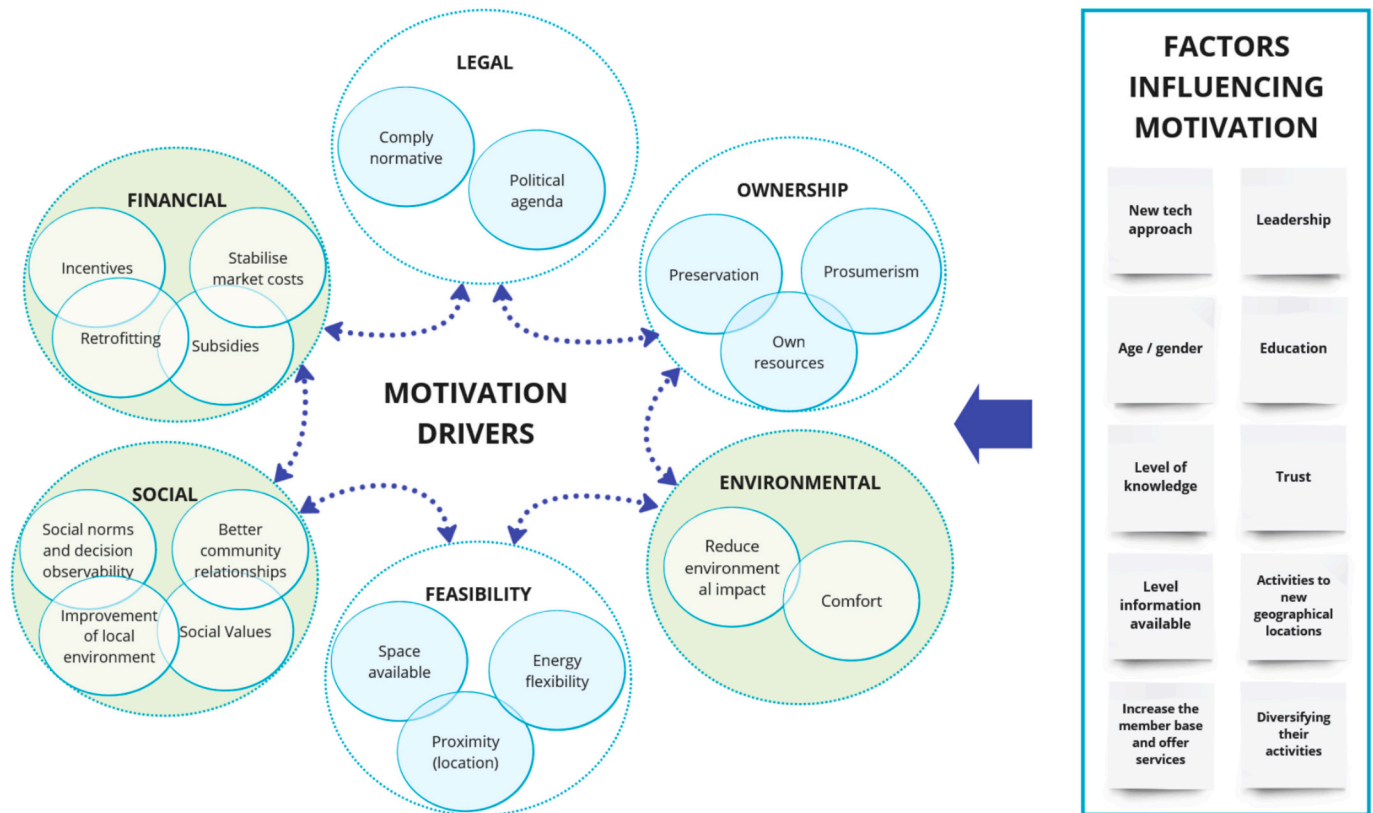 LEGAL
Comply
normative
Political
agenda
FINANCIAL
Incentives
Stabilise
market costs
Retrofitting
Subsidies
OWNERSHIP
Preservation
Prosumerism
Own
resources
MOTIVATION
DRIVERS
SOCIAL
Social norms
and decision
observability
Better
community
relationships
Improvement
of local
environment
Social Values
FEASIBILITY
Space
available
Energy
flexibility
Proximity
(location)
ENVIRONMENTAL
Reduce
environment
al impact
Comfort
FACTORS
INFLUENCING
MOTIVATION
New tech
approach
Leadership
Age / gender
Education
Level of
knowledge
Trust
Level
information
available
Activities to
new
geographical
locations
Increase the
member base
and offer
services
Diversifying
their
activities